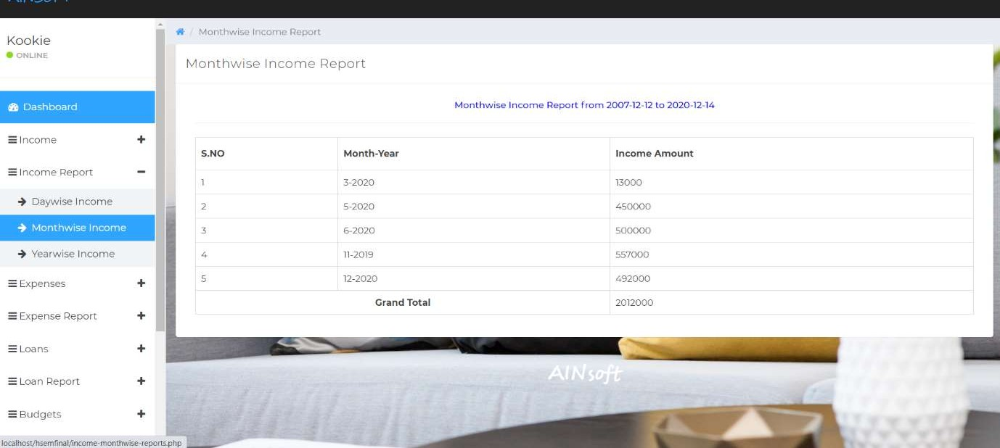 Kookie
ONLINE
Dashboard
Income
Income Report
Daywise Income
Monthwise Income
Yearwise Income
Expenses
Expense Report
Loans
Loan Report
Budgets
localhost/hsemfinal/income-monthwise-reports.php
/ Monthwise Income Report
Monthwise Income Report
Monthwise Income Report from 2007-12-12 to 2020-12-14
S.NO Month-Year Income Amount
1 3-2020 13000
2 5-2020 450000
3 6-2020 500000
4 11-2019 557000
5 12-2020 492000
Grand Total 2012000
AINsoft